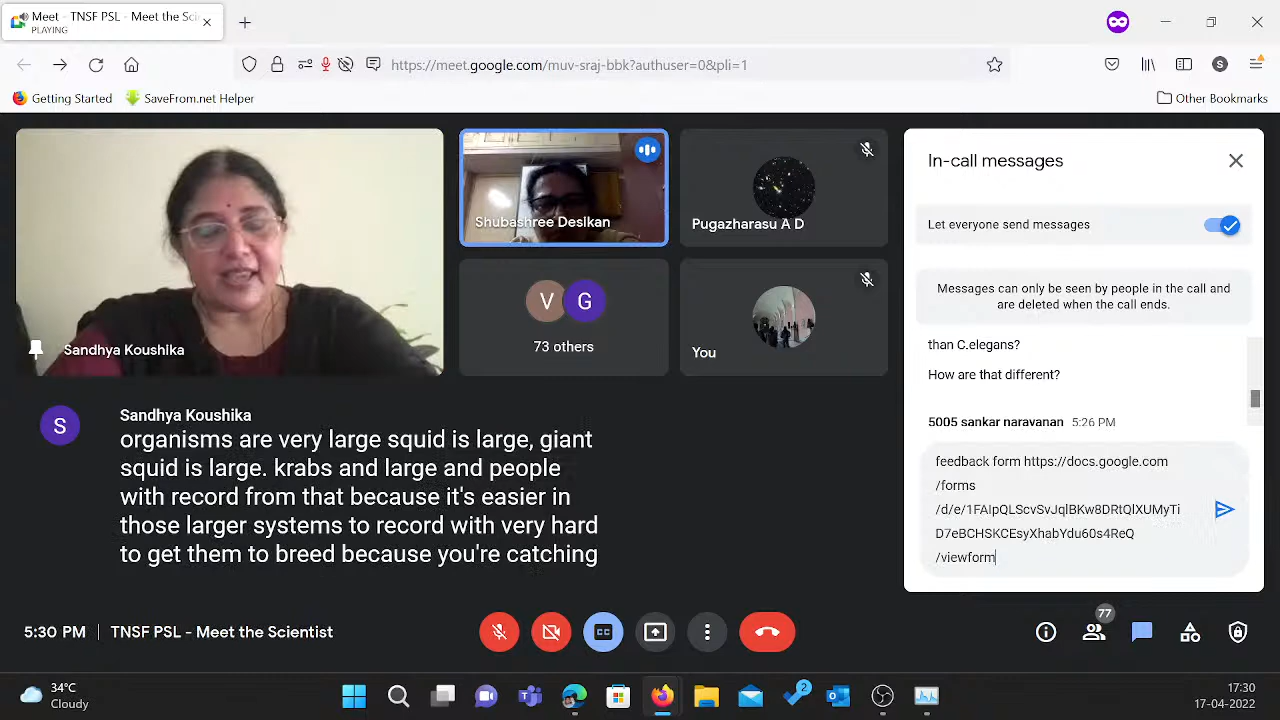 Meet – TNSF PSL - Meet the Scie
PLAYING
https://meet.google.com/muv-sraj-bbk?authuser=0&pli=1
S
Getting Started
SaveFrom.net Helper
Other Bookmarks
Sandhya Koushika
Shubashree Desikan
Pugazharasu A D
V
G
73 others
You
In-call messages
Let everyone send messages
Messages can only be seen by people in the call and
are deleted when the call ends.
than C.elegans?
How are that different?
5005 sankar naravanan 5:26 PM
feedback form https://docs.google.com
/forms
/d/e/1FAIpQLScvSvJqlBKw8DRtQlXUMyTi
D7eBCHSKCEsyXhabYdu60s4ReQ
/viewform
S
Sandhya Koushika
organisms are very large squid is large, giant
squid is large. krabs and large and people
with record from that because it's easier in
those larger systems to record with very hard
to get them to breed because you're catching
5:30 PM | TNSF PSL - Meet the Scientist
CC
77
34°C
Cloudy
2
17:30
17-04-2022